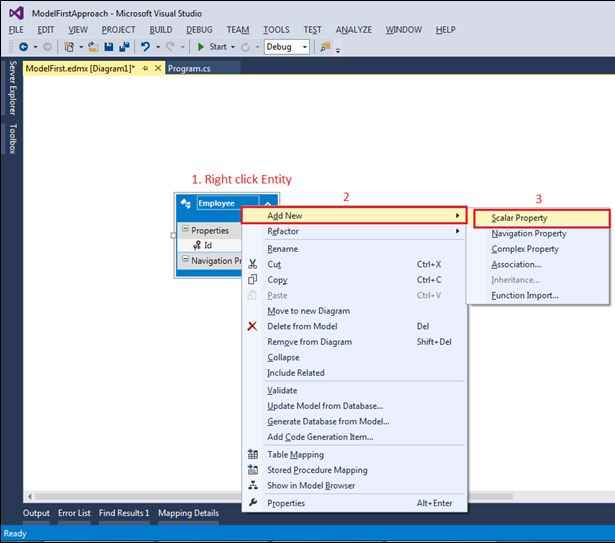 ModelFirstApproach - Microsoft Visual Studio
FILE EDIT VIEW PROJECT BUILD DEBUG TEAM TOOLS TEST ANALYZE WINDOW HELP
Start Debug
ModelFirst.edmx [Diagram1]* Program.cs
Server Explorer
Toolbox
1. Right click Entity
2
3
Employee
Properties
Id
Navigation Pr
Add New
Refactor
Rename
Cut Ctrl+X
Copy Ctrl+C
Paste Ctrl+V
Move to new Diagram
Delete from Model Del
Remove from Diagram Shift+Del
Collapse
Include Related
Validate
Update Model from Database...
Generate Database from Model...
Add Code Generation Item...
Table Mapping
Stored Procedure Mapping
Show in Model Browser
Properties Alt+Enter
Scalar Property
Navigation Property
Complex Property
Association...
Inheritance...
Function Import...
Output Error List Find Results 1 Mapping Details
Ready